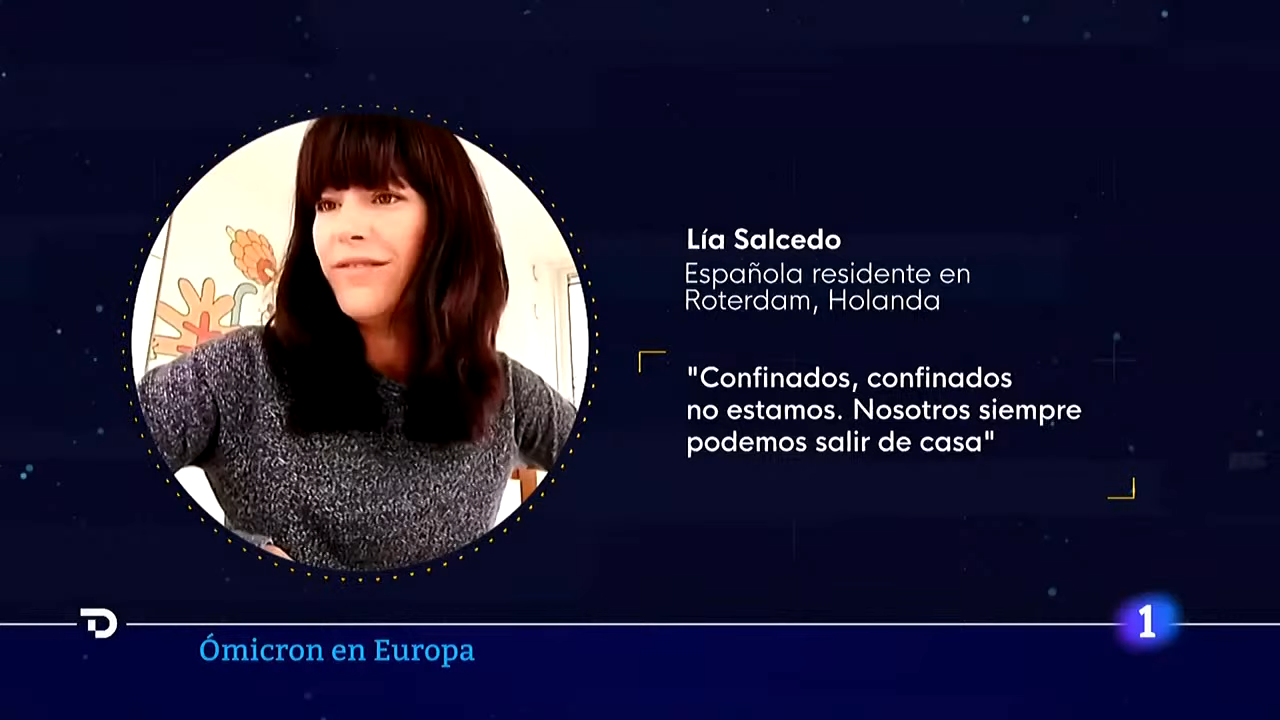 Lía Salcedo
Española residente en
Roterdam, Holanda
"Confinados, confinados
no estamos. Nosotros siempre
podemos salir de casa"
1
Ómicron en Europa